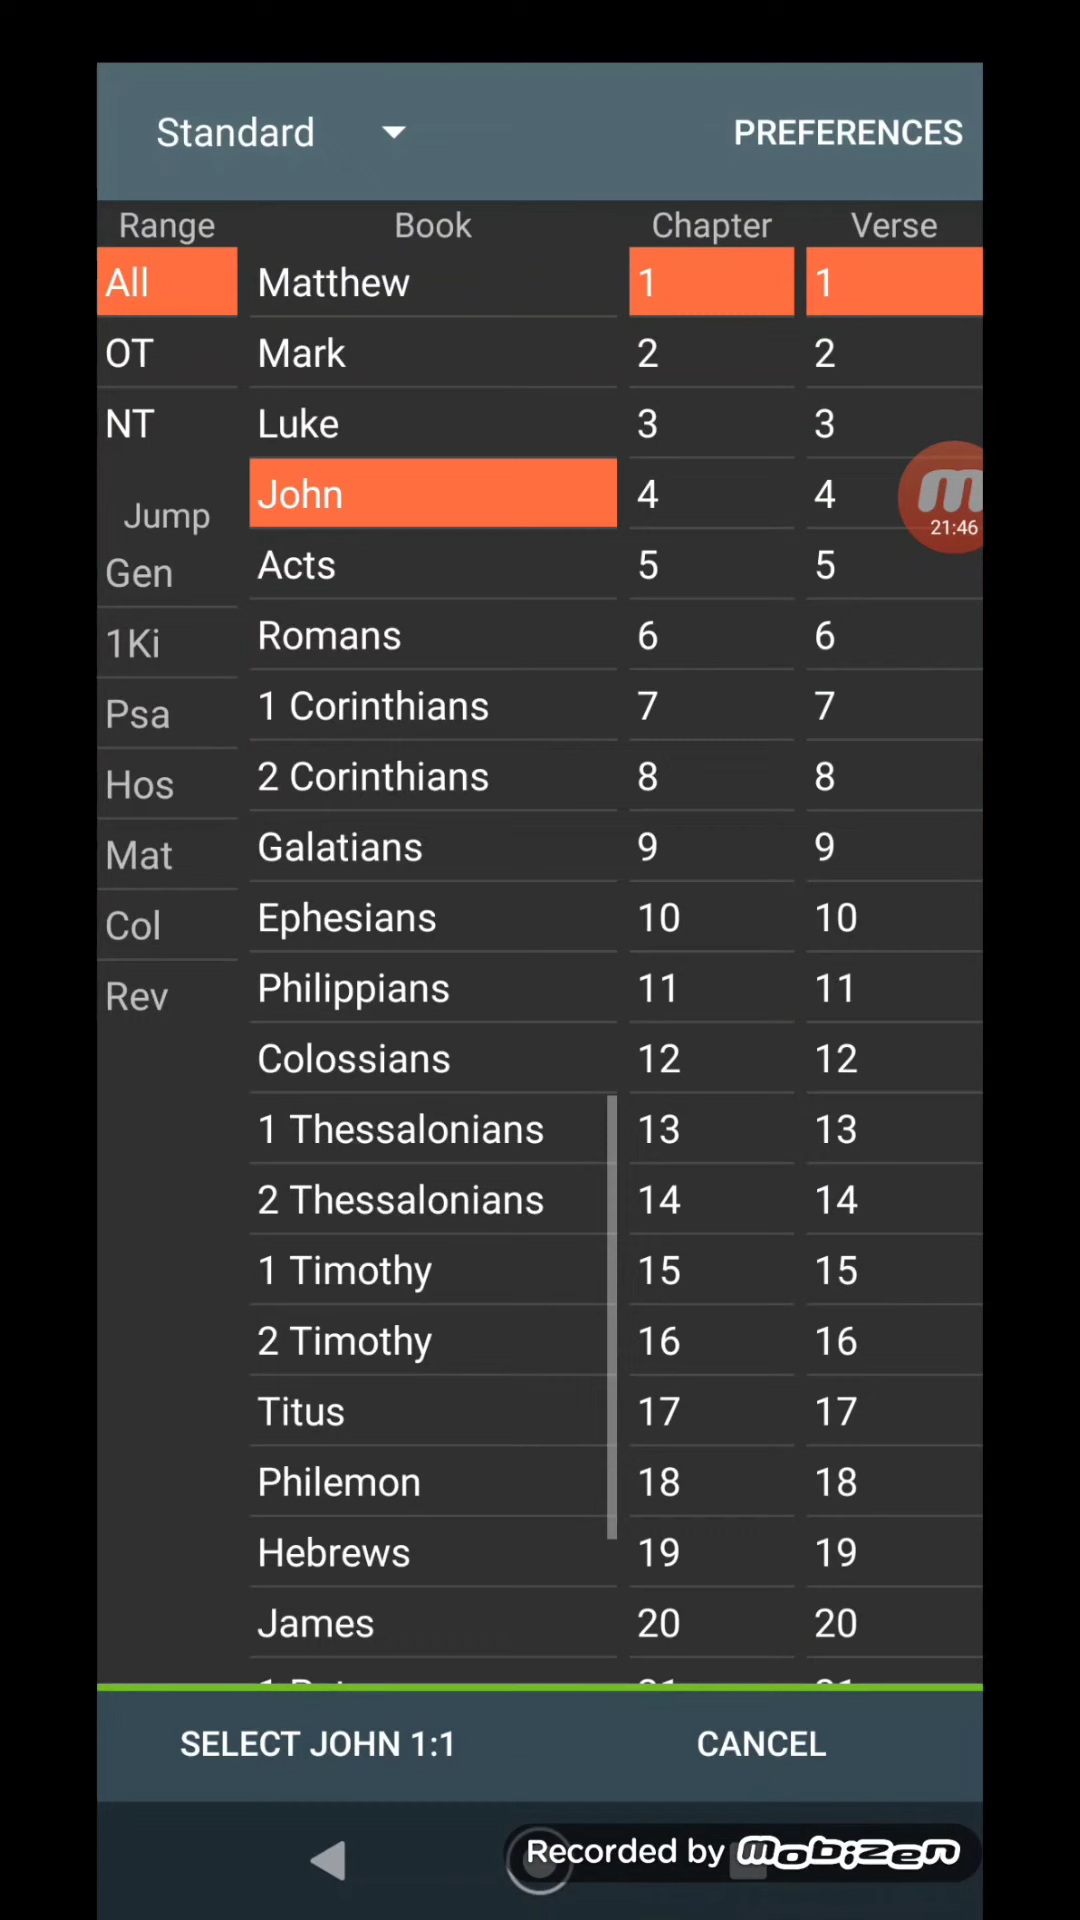 Standard PREFERENCES
Range Book Chapter Verse
All Matthew 1 1
OT Mark 2 2
NT Luke 3 3
John 4 4
Jump
21:46
Gen Acts 5 5
1Ki Romans 6 6
Psa 1 Corinthians 7 7
Hos 2 Corinthians 8 8
Mat Galatians 9 9
Col Ephesians 10 10
Rev Philippians 11 11
Colossians 12 12
1 Thessalonians 13 13
2 Thessalonians 14 14
1 Timothy 15 15
2 Timothy 16 16
Titus 17 17
Philemon 18 18
Hebrews 19 19
James 20 20
SELECT JOHN 1:1 CANCEL
Recorded by mobizen